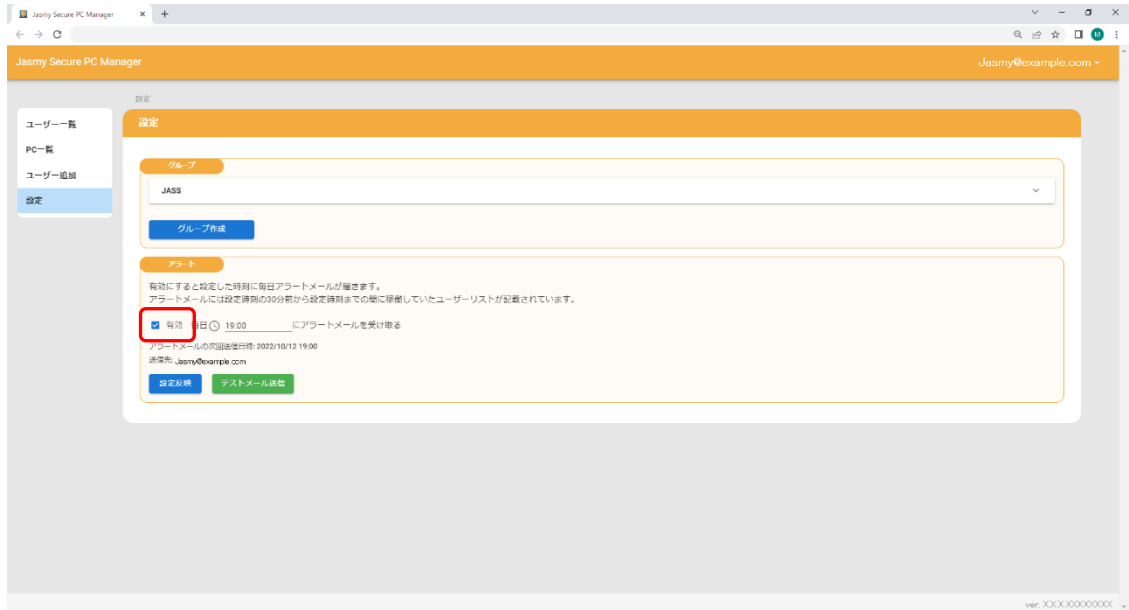 Jasmy Secure PC Manager
Jasmy Secure PC Manager
Jasmy@example.com
設定
ユーザー一覧
PC一覧
ユーザー追加
設定
設定
グループ
JASS
グループ作成
アラート
有効にすると設定した時刻に毎日アラートメールが届きます。
アラートメールには設定時刻の30分前から設定時刻までの間に稼働していたユーザーリストが記載されています。
有効 毎日 19:00 にアラートメールを受け取る
アラートメールの次回送信日時: 2022/10/12 19:00
送信先: Jasmy@example.com
設定反映 テストメール送信
M